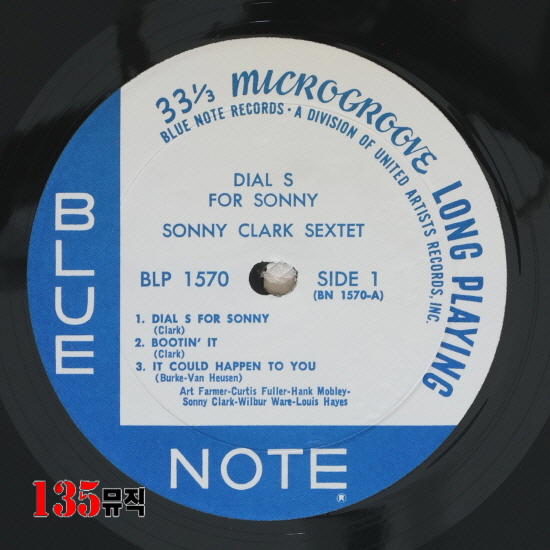 33⅓ MICROGROOVE LONG PLAYING
BLUE NOTE RECORDS • A DIVISION OF UNITED ARTISTS RECORDS, INC.
DIAL S
FOR SONNY
SONNY CLARK SEXTET
BLP 1570 SIDE 1
(BN 1570-A)
1. DIAL S FOR SONNY
(Clark)
2. BOOTIN' IT
(Clark)
3. IT COULD HAPPEN TO YOU
(Burke-Van Heusen)
Art Farmer-Curtis Fuller-Hank Mobley-
Sonny Clark-Wilbur Ware-Louis Hayes
BLUE
NOTE
®
135뮤직